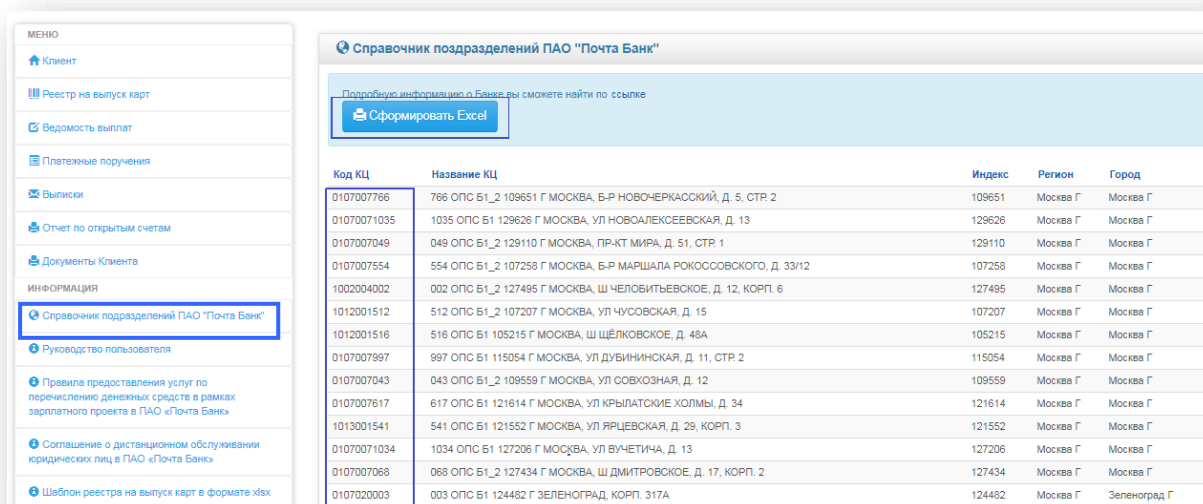 МЕНЮ
Клиент
Реестр на выпуск карт
Ведомость выплат
Платежные поручения
Выписки
Отчет по открытым счетам
Документы Клиента
ИНФОРМАЦИЯ
Справочник подразделений ПАО "Почта Банк"
Руководство пользователя
Правила предоставления услуг по
перечислению денежных средств в рамках
зарплатного проекта в ПАО «Почта Банк»
Соглашение о дистанционном обслуживании
юридических лиц в ПАО «Почта Банк»
Шаблон реестра на выпуск карт в формате xlsx
Справочник поздразделений ПАО "Почта Банк"
Подробную информацию о Банке вы сможете найти по ссылке
Сформировать Excel
Код КЦ Название КЦ Индекс Регион Город
0107007766 766 ОПС Б1_2 109651 Г МОСКВА, Б-Р НОВОЧЕРКАССКИЙ, Д. 5, СТР. 2 109651 Москва Г Москва Г
01070071035 1035 ОПС Б1 129626 Г МОСКВА, УЛ НОВОАЛЕКСЕЕВСКАЯ, Д. 13 129626 Москва Г Москва Г
0107007049 049 ОПС Б1_2 129110 Г МОСКВА, ПР-КТ МИРА, Д. 51, СТР. 1 129110 Москва Г Москва Г
0107007554 554 ОПС Б1_2 107258 Г МОСКВА, Б-Р МАРШАЛА РОКОССОВСКОГО, Д. 33/12 107258 Москва Г Москва Г
1002004002 002 ОПС Б1_2 127495 Г МОСКВА, Ш ЧЕЛОБИТЬЕВСКОЕ, Д. 12, КОРП. 6 127495 Москва Г Москва Г
1012001512 512 ОПС Б1_2 107207 Г МОСКВА, УЛ ЧУСОВСКАЯ, Д. 15 107207 Москва Г Москва Г
1012001516 516 ОПС Б1 105215 Г МОСКВА, Ш ЩЁЛКОВСКОЕ, Д. 48А 105215 Москва Г Москва Г
0107007997 997 ОПС Б1 115054 Г МОСКВА, УЛ ДУБИНИНСКАЯ, Д. 11, СТР. 2 115054 Москва Г Москва Г
0107007043 043 ОПС Б1_2 109559 Г МОСКВА, УЛ СОВХОЗНАЯ, Д. 12 109559 Москва Г Москва Г
0107007617 617 ОПС Б1 121614 Г МОСКВА, УЛ КРЫЛАТСКИЕ ХОЛМЫ, Д. 34 121614 Москва Г Москва Г
1013001541 541 ОПС Б1 121552 Г МОСКВА, УЛ ЯРЦЕВСКАЯ, Д. 29, КОРП. 3 121552 Москва Г Москва Г
01070071034 1034 ОПС Б1 127206 Г МОСКВА, УЛ ВУЧЕТИЧА, Д. 13 127206 Москва Г Москва Г
0107007068 068 ОПС Б1_2 127434 Г МОСКВА, Ш ДМИТРОВСКОЕ, Д. 17, КОРП. 2 127434 Москва Г Москва Г
0107020003 003 ОПС Б1 124482 Г ЗЕЛЕНОГРАД, КОРП. 317А 124482 Москва Г Зеленоград Г